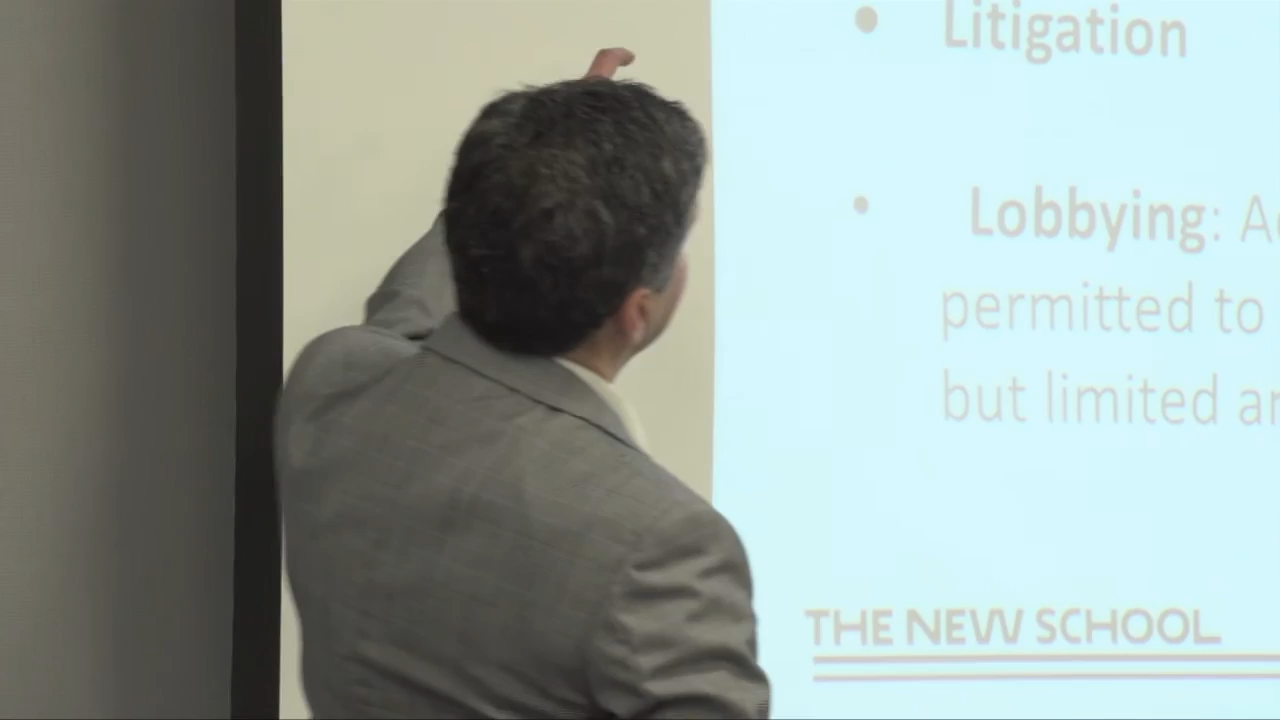 • Litigation
• Lobbying:
permitted to
but limited
THE NEW SCHOOL